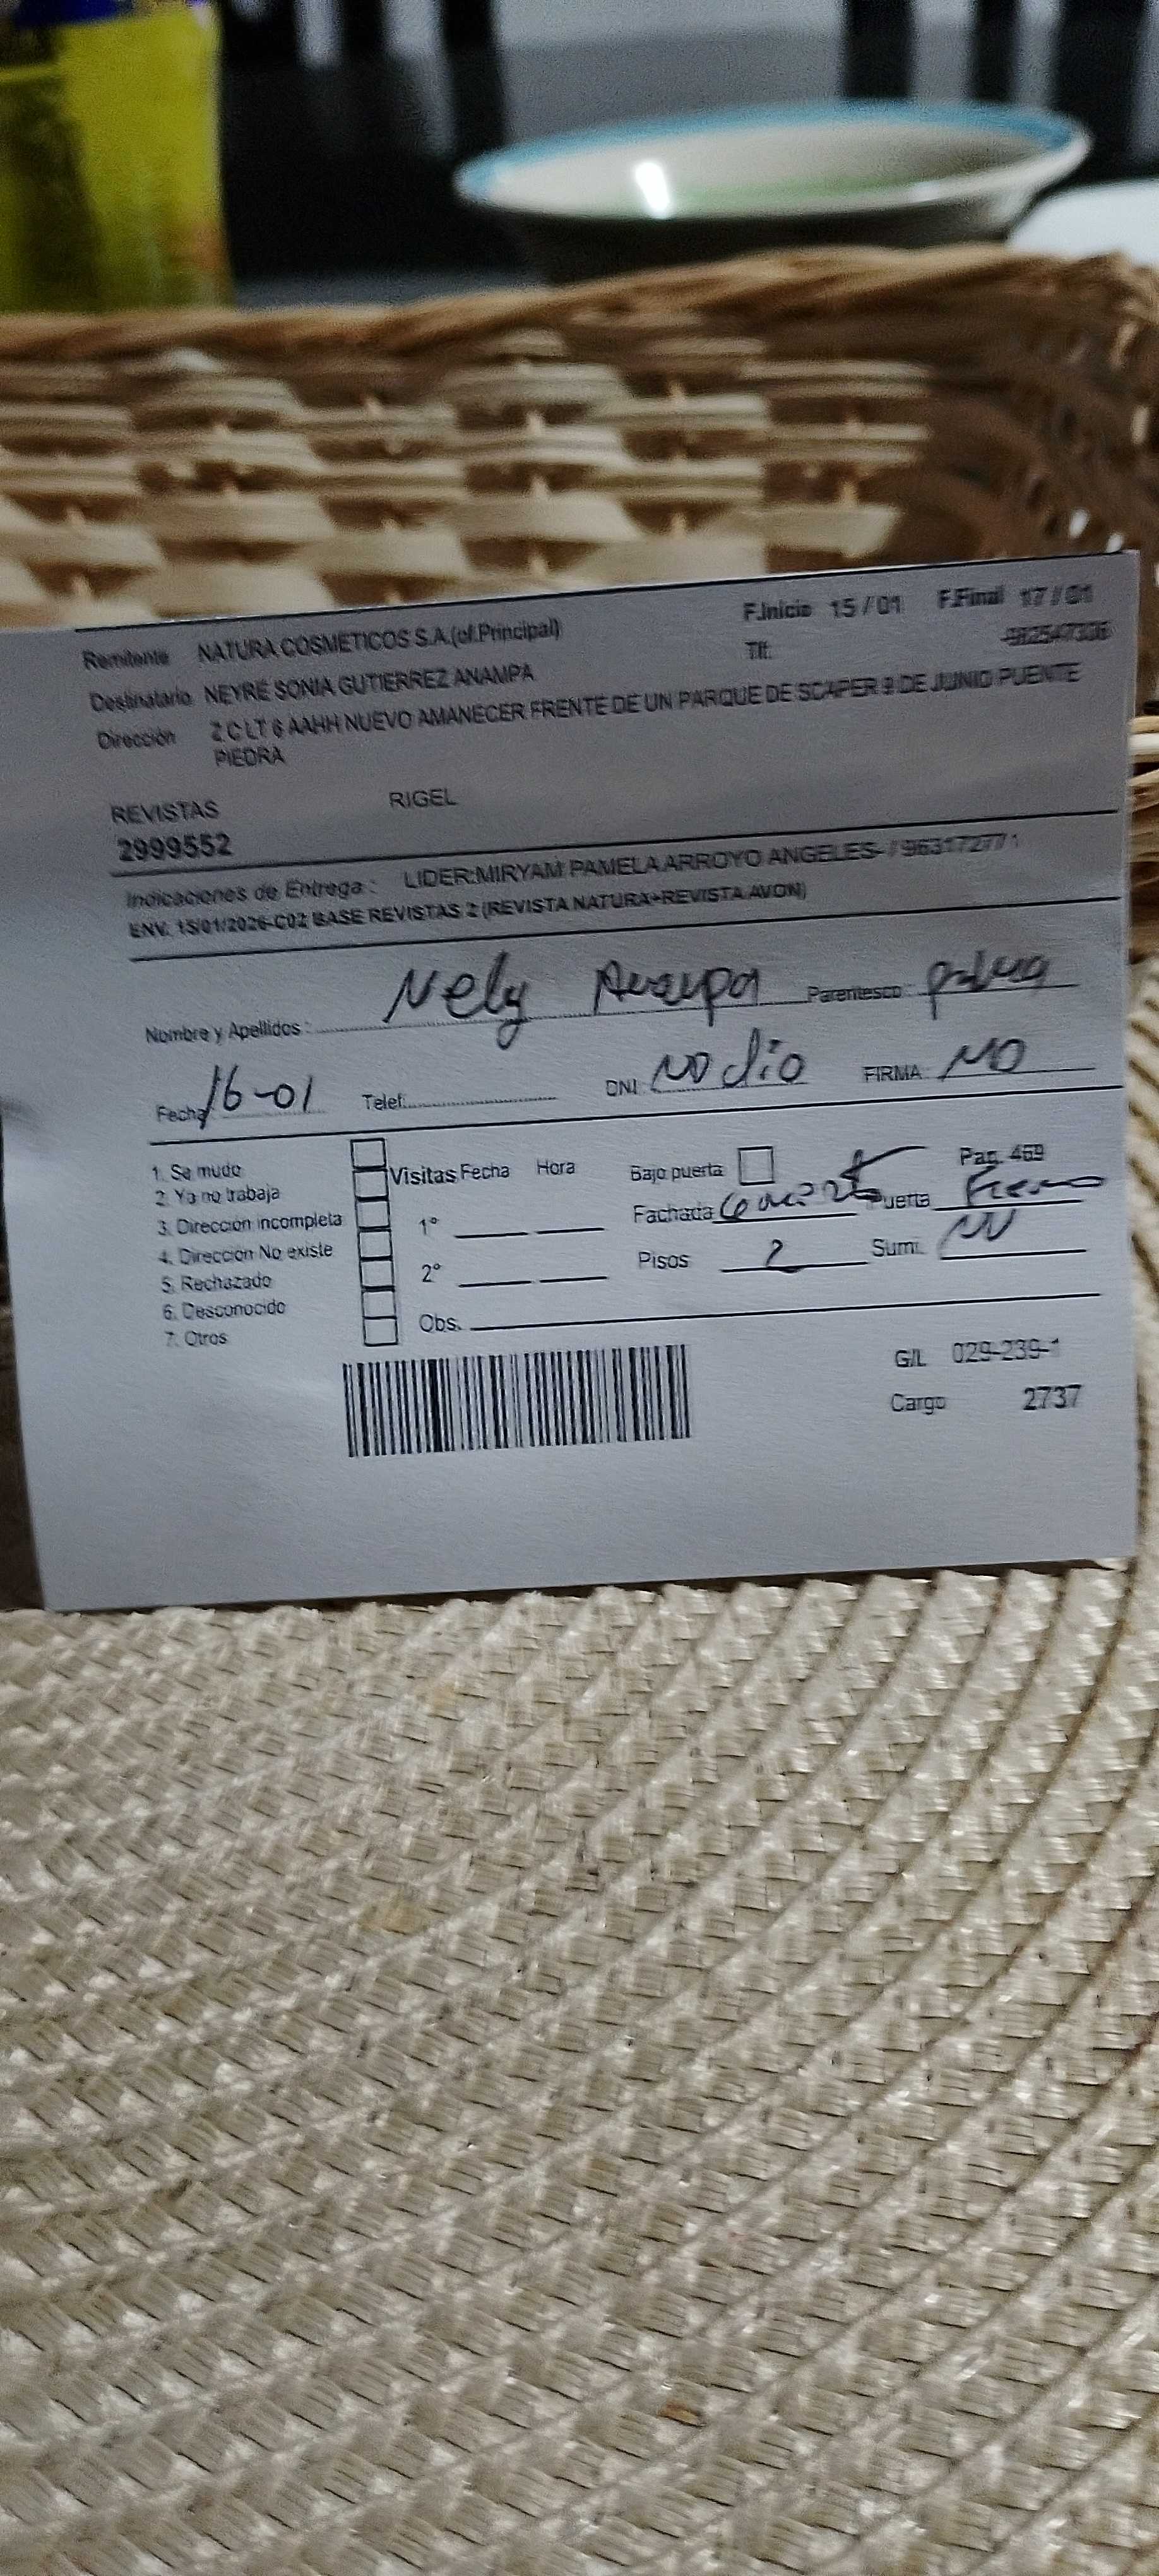 Remitente NATURA COSMETICOS S.A.(of.Principal) F.Inicio 15/01 F.Final 17/01
Destinatario NEYRE SONIA GUTIERREZ ANAMPA Tlf:
Dirección LT 6 AAHH NUEVO AMANECER FRENTE DE UN PARQUE DE 9 DE JUNIO PUENTE
PIEDRA
REVISTAS RIGEL
2999552
Indicaciones de Entrega : LIDER:MIRYAM PAMELA ARROYO ANGELES- /
ENV. 15/01/2026-C02 BASE REVISTAS 2 (REVISTA NATURA+REVISTA AVON)
Nombre y Apellidos : Nely Parentesco:
Fecha 16-01 Telef: DNI NO dio FIRMA: NO
1. Se mudo Visitas Fecha Hora Bajo puerta Pag. 469
2. Ya no trabaja
3. Dirección incompleta 1° Fachada uerta
4. Dirección No existe
5. Rechazado 2° Pisos 2 Sumi:
6. Desconocido
7. Otros Obs.
G/L 029-239-1
Cargo 2737